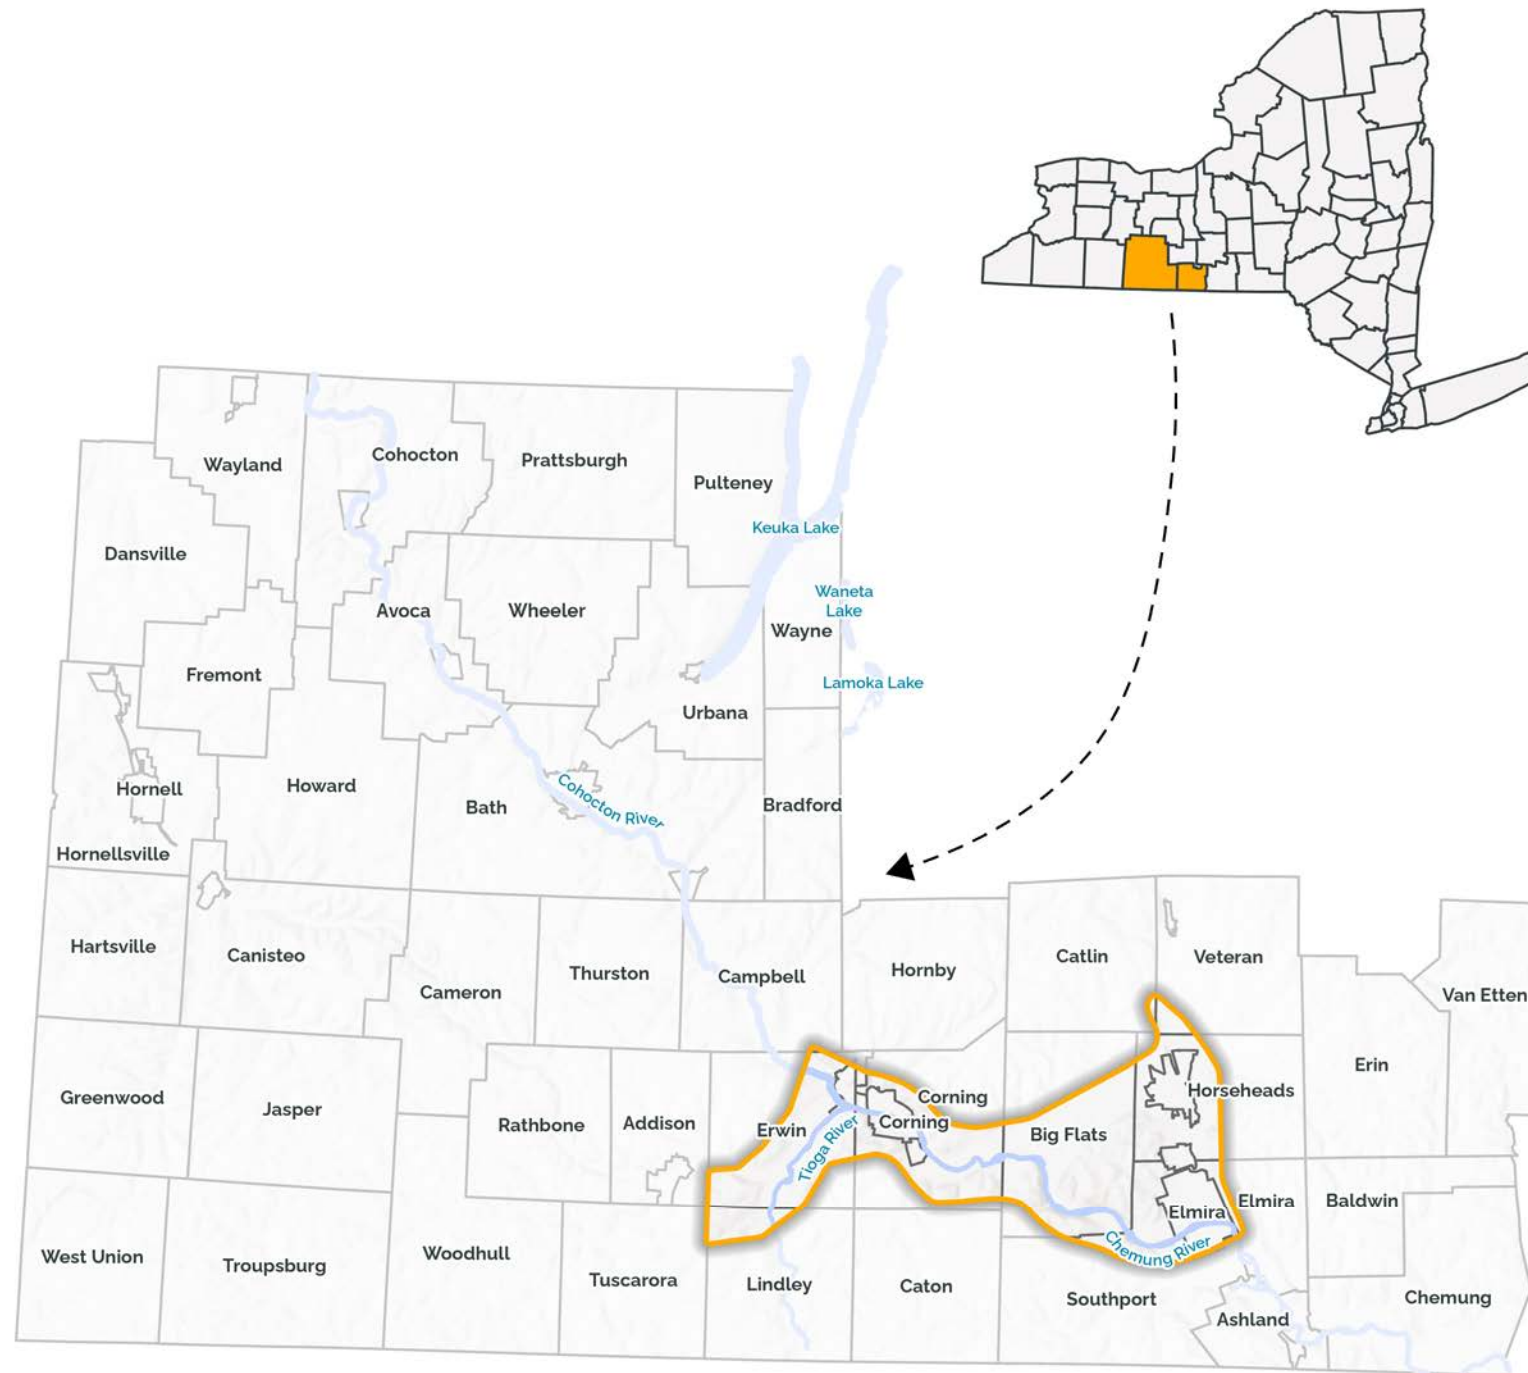 Cohocton
Prattsburgh
Wayland
Pulteney
Keuka Lake
Dansville
Waneta
Lake
Avoca
Wheeler
Wayne
Fremont
Lamoka Lake
Urbana
Howard
Hornell
Bath
Cohocton River
Bradford
Hornellsville
Hartsville
Canisteo
Thurston
Campbell
Hornby
Catlin
Veteran
Cameron
Van Etten
Erin
Greenwood
Jasper
Horseheads
Corning
Rathbone
Addison
Erwin
Tioga River
Corning
Big Flats
Elmira
Elmira
Baldwin
West Union
Troupsburg
Woodhull
Tuscarora
Lindley
Caton
Chemung River
Southport
Ashland
Chemung